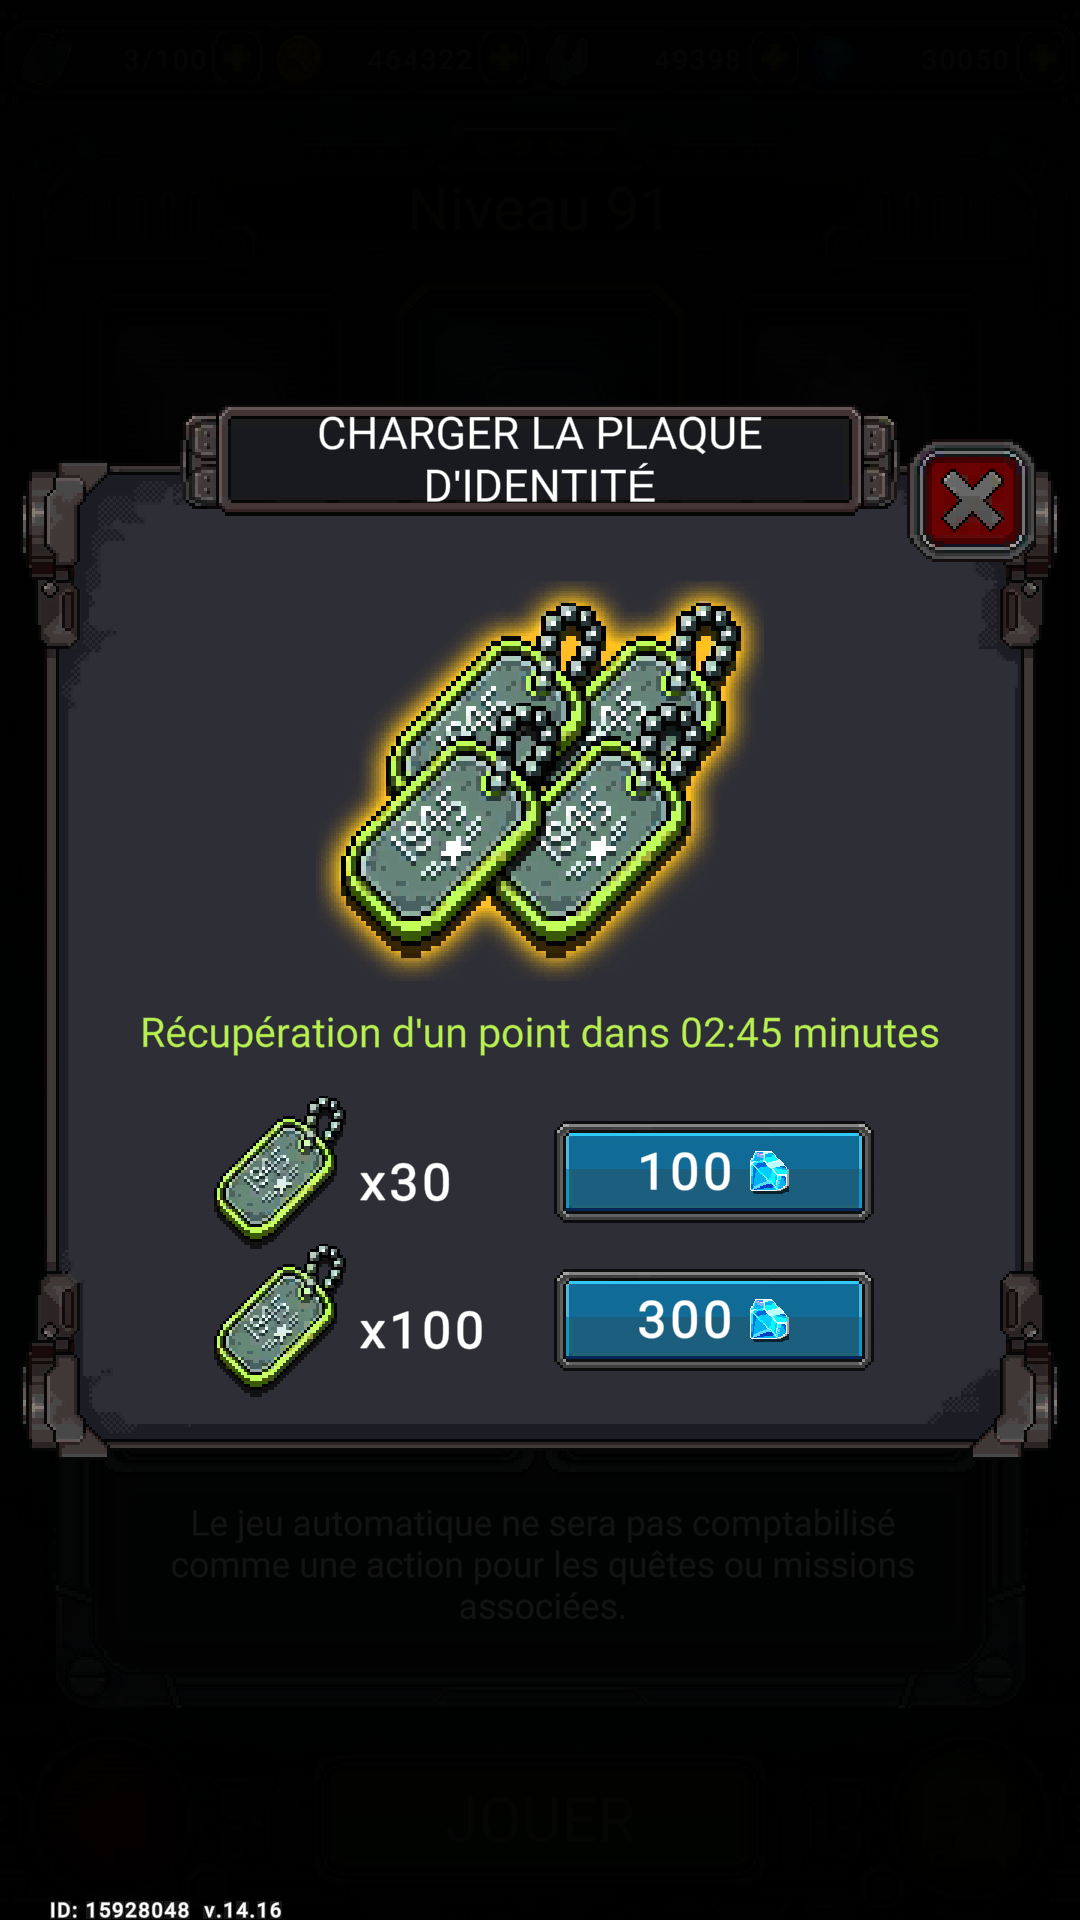 3/100 464322 49398 30050
Niveau 91
CHARGER LA PLAQUE
D'IDENTITÉ
Récupération d'un point dans 02:45 minutes
x30 100
x100 300
Le jeu automatique ne sera pas comptabilisé
comme une action pour les quêtes ou missions
associées.
JOUER
ID: 15928048 v.14.16